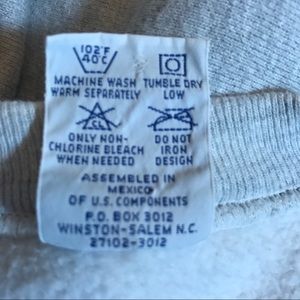 102°F
40°C
MACHINE WASH TUMBLE DRY
WARM SEPARATELY LOW
CL
ONLY NON- DO NOT
CHLORINE BLEACH IRON
WHEN NEEDED DESIGN
ASSEMBLED IN
MEXICO
OF U.S. COMPONENTS
P.O. BOX 3012
WINSTON-SALEM N.C.
27102-3012